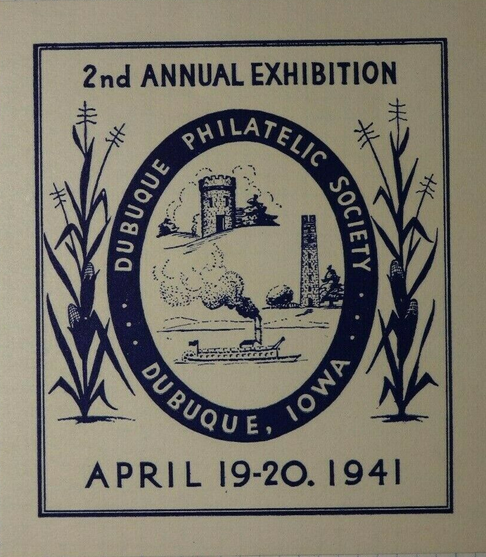 2nd ANNUAL EXHIBITION
DUBUQUE PHILATELIC SOCIETY
DUBUQUE, IOWA
APRIL 19-20. 1941